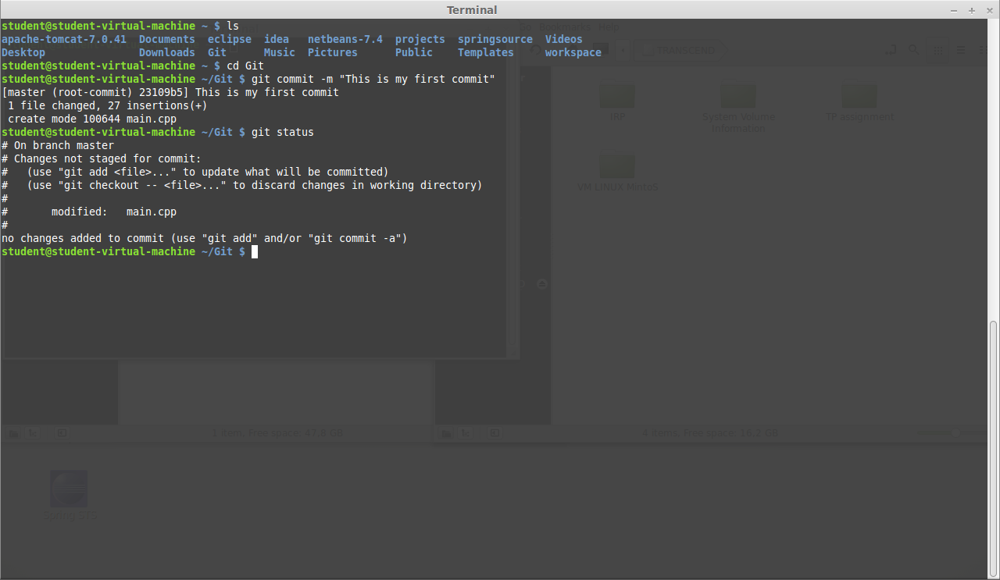 Terminal
student@student-virtual-machine ~ $ ls
apache-tomcat-7.0.41  Documents  eclipse  idea   netbeans-7.4  projects  springsource  Videos
Desktop               Downloads  Git      Music  Pictures      Public    Templates     workspace
student@student-virtual-machine ~ $ cd Git
student@student-virtual-machine ~/Git $ git commit -m "This is my first commit"
[master (root-commit) 23109b5] This is my first commit
 1 file changed, 27 insertions(+)
 create mode 100644 main.cpp
student@student-virtual-machine ~/Git $ git status
# On branch master
# Changes not staged for commit:
#   (use "git add <file>..." to update what will be committed)
#   (use "git checkout -- <file>..." to discard changes in working directory)
#
#       modified:   main.cpp
#
no changes added to commit (use "git add" and/or "git commit -a")
student@student-virtual-machine ~/Git $
Go Bookmarks Help
TRANSCEND
IRP
System Volume Information
TP assignment
VM LINUX Mint65
1 item, Free space: 47,8 GB
4 items, Free space: 16,2 GB
Spring STS